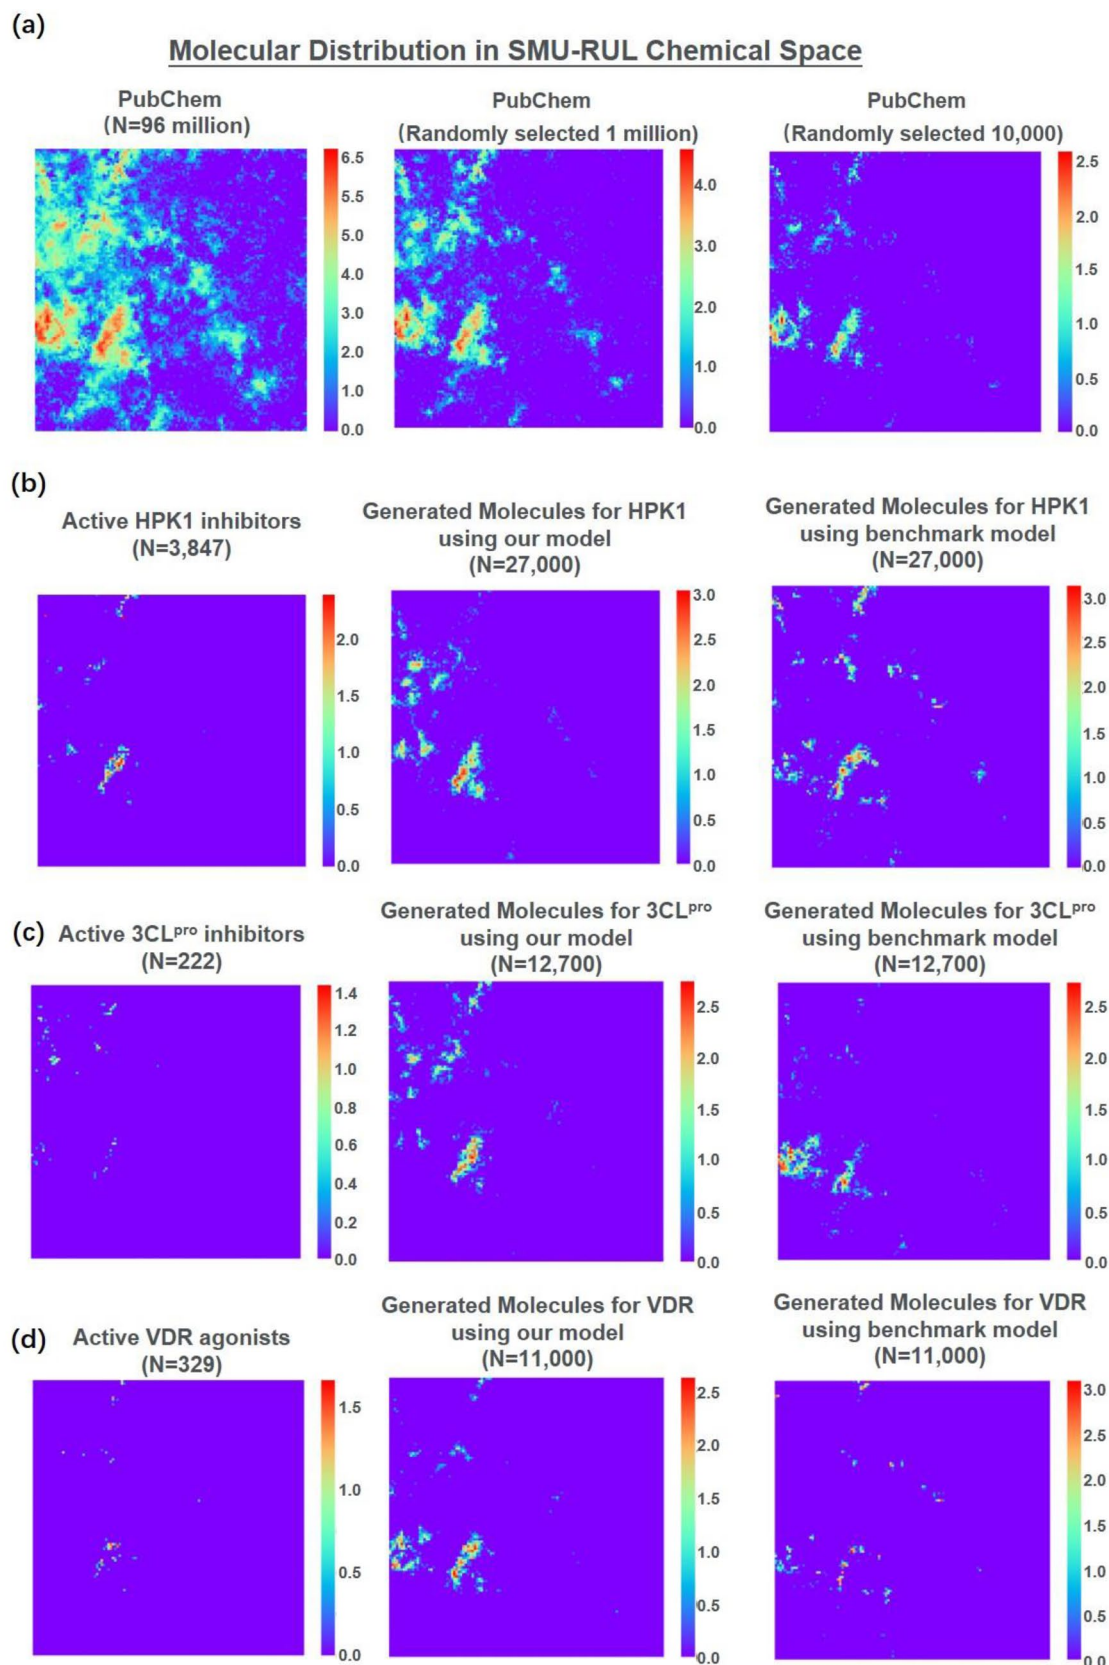 (a)
Molecular Distribution in SMU-RUL Chemical Space
PubChem
(N=96 million)
PubChem
(Randomly selected 1 million)
PubChem
(Randomly selected 10,000)
6.5
5.5
5.0
4.0
3.0
2.0
1.0
0.0
4.0
3.0
2.0
1.0
0.0
2.5
2.0
1.5
1.0
0.5
0.0
(b)
Active HPK1 inhibitors
(N=3,847)
Generated Molecules for HPK1
using our model
(N=27,000)
Generated Molecules for HPK1
using benchmark model
(N=27,000)
2.0
1.5
1.0
0.5
0.0
3.0
2.5
2.0
1.5
1.0
0.5
0.0
3.0
2.5
2.0
1.5
1.0
0.5
0.0
(c)
Active 3CLᵖʳᵒ inhibitors
(N=222)
Generated Molecules for 3CLᵖʳᵒ
using our model
(N=12,700)
Generated Molecules for 3CLᵖʳᵒ
using benchmark model
(N=12,700)
1.4
1.2
1.0
0.8
0.6
0.4
0.2
0.0
2.5
2.0
1.5
1.0
0.5
0.0
2.5
2.0
1.5
1.0
0.5
0.0
(d)
Active VDR agonists
(N=329)
Generated Molecules for VDR
using our model
(N=11,000)
Generated Molecules for VDR
using benchmark model
(N=11,000)
1.5
1.0
0.5
0.0
2.5
2.0
1.5
1.0
0.5
0.0
3.0
2.5
2.0
1.5
1.0
0.5
0.0